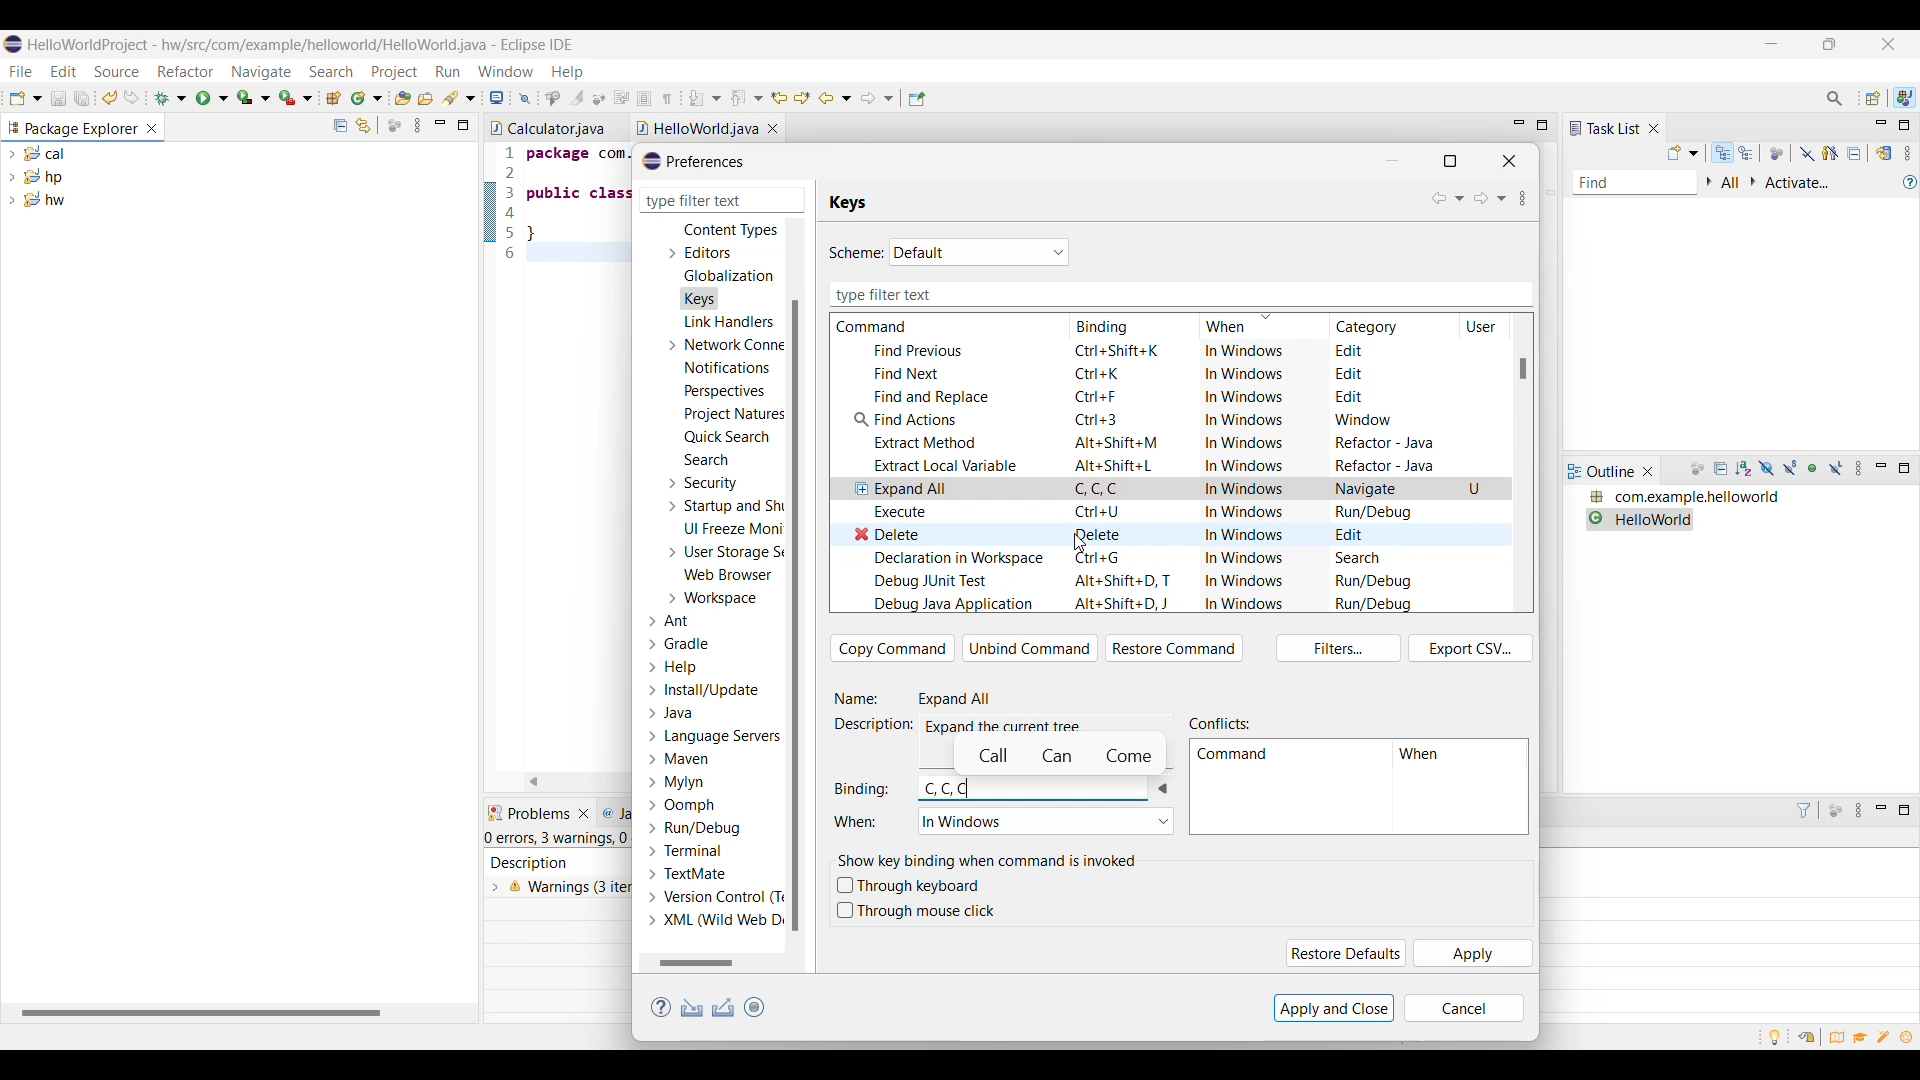 HelloWorldProject - hw/src/com/example/helloworld/HelloWorld.java - Eclipse IDE
File Edit Source Refactor Navigate Search Project Run Window Help
Package Explorer
cal
hp
hw
Calculator.java HelloWorld.java
1 package com.
2
3 public class
4
5 }
6
Problems @ Ja
0 errors, 3 warnings, 0
Description
Warnings (3 iter
Preferences
type filter text
Content Types
Editors
Globalization
Keys
Link Handlers
Network Conne
Notifications
Perspectives
Project Natures
Quick Search
Search
Security
Startup and Shu
UI Freeze Moni
User Storage Se
Web Browser
Workspace
Ant
Gradle
Help
Install/Update
Java
Language Servers
Maven
Mylyn
Oomph
Run/Debug
Terminal
TextMate
Version Control (Te
XML (Wild Web De
Keys
Scheme: Default
type filter text
Command Binding When Category User
Find Previous Ctrl+Shift+K In Windows Edit
Find Next Ctrl+K In Windows Edit
Find and Replace Ctrl+F In Windows Edit
Find Actions Ctrl+3 In Windows Window
Extract Method Alt+Shift+M In Windows Refactor - Java
Extract Local Variable Alt+Shift+L In Windows Refactor - Java
Expand All C, C, C In Windows Navigate U
Execute Ctrl+U In Windows Run/Debug
Delete Delete In Windows Edit
Declaration in Workspace Ctrl+G In Windows Search
Debug JUnit Test Alt+Shift+D, T In Windows Run/Debug
Debug Java Application Alt+Shift+D, J In Windows Run/Debug
Copy Command Unbind Command Restore Command Filters... Export CSV...
Name: Expand All
Description: Expand the current tree
Call Can Come
Binding: C, C, C
When: In Windows
Conflicts:
Command When
Show key binding when command is invoked
Through keyboard
Through mouse click
Restore Defaults Apply
Apply and Close Cancel
Task List
Find All Activate...
Outline
com.example.helloworld
HelloWorld